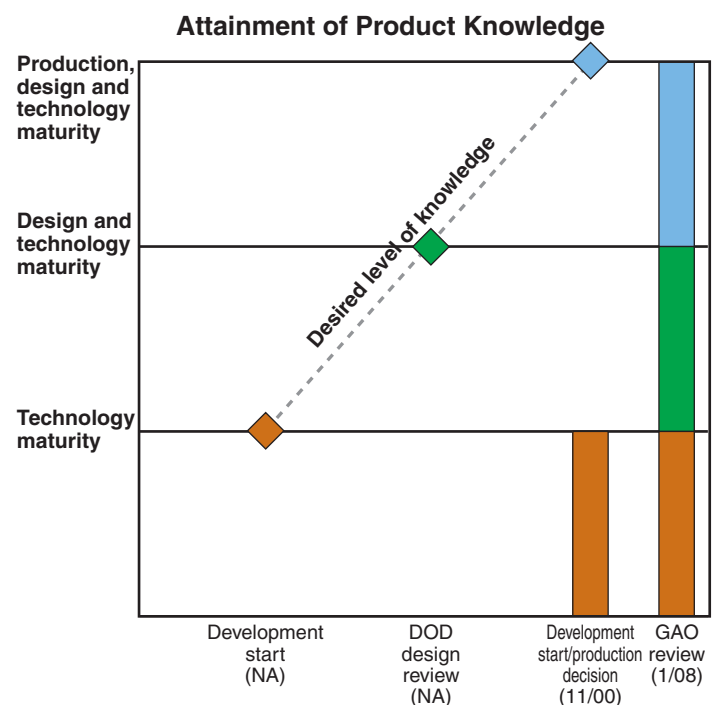 Attainment of Product Knowledge
Production,
design and
technology
maturity
Design and
technology
maturity
Technology
maturity
Desired level of knowledge
Development
start
(NA)
DOD
design
review
(NA)
Development
start/production
decision
(11/00)
GAO
review
(1/08)